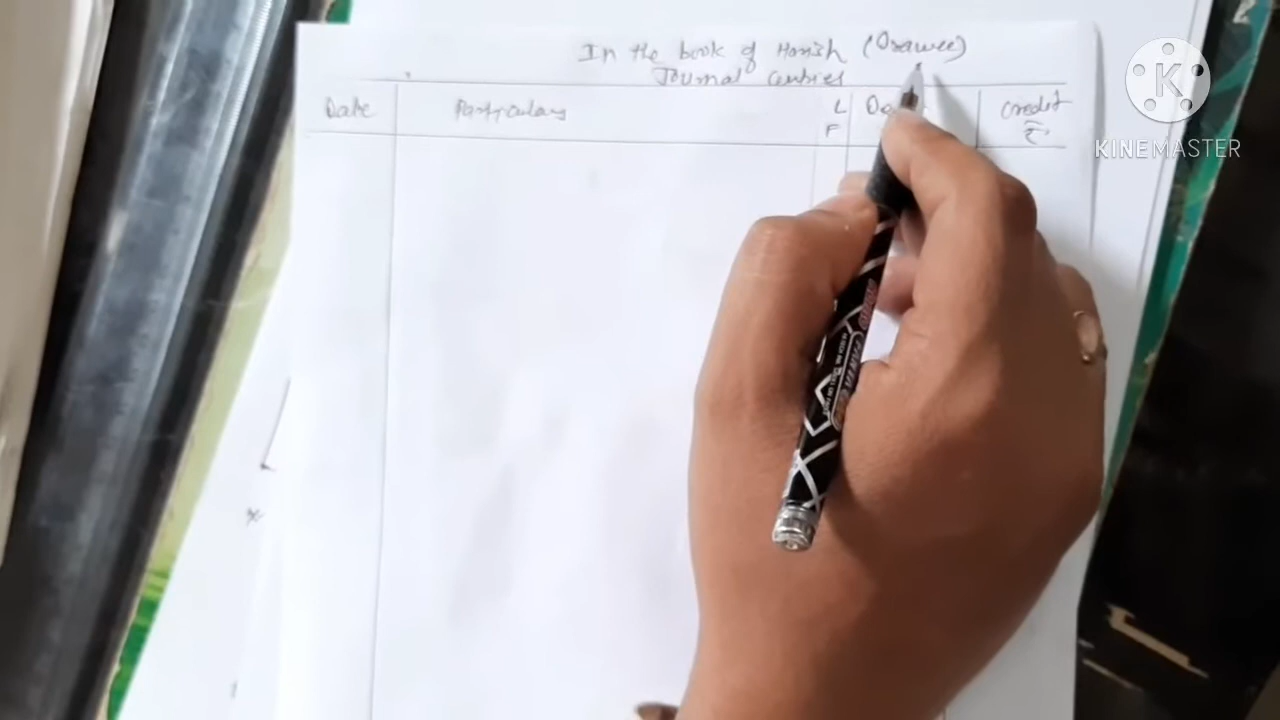 In the book of Harish (Drawee)
Journal entries
Date Particulars L F Credit ₹
K
KINEMASTER